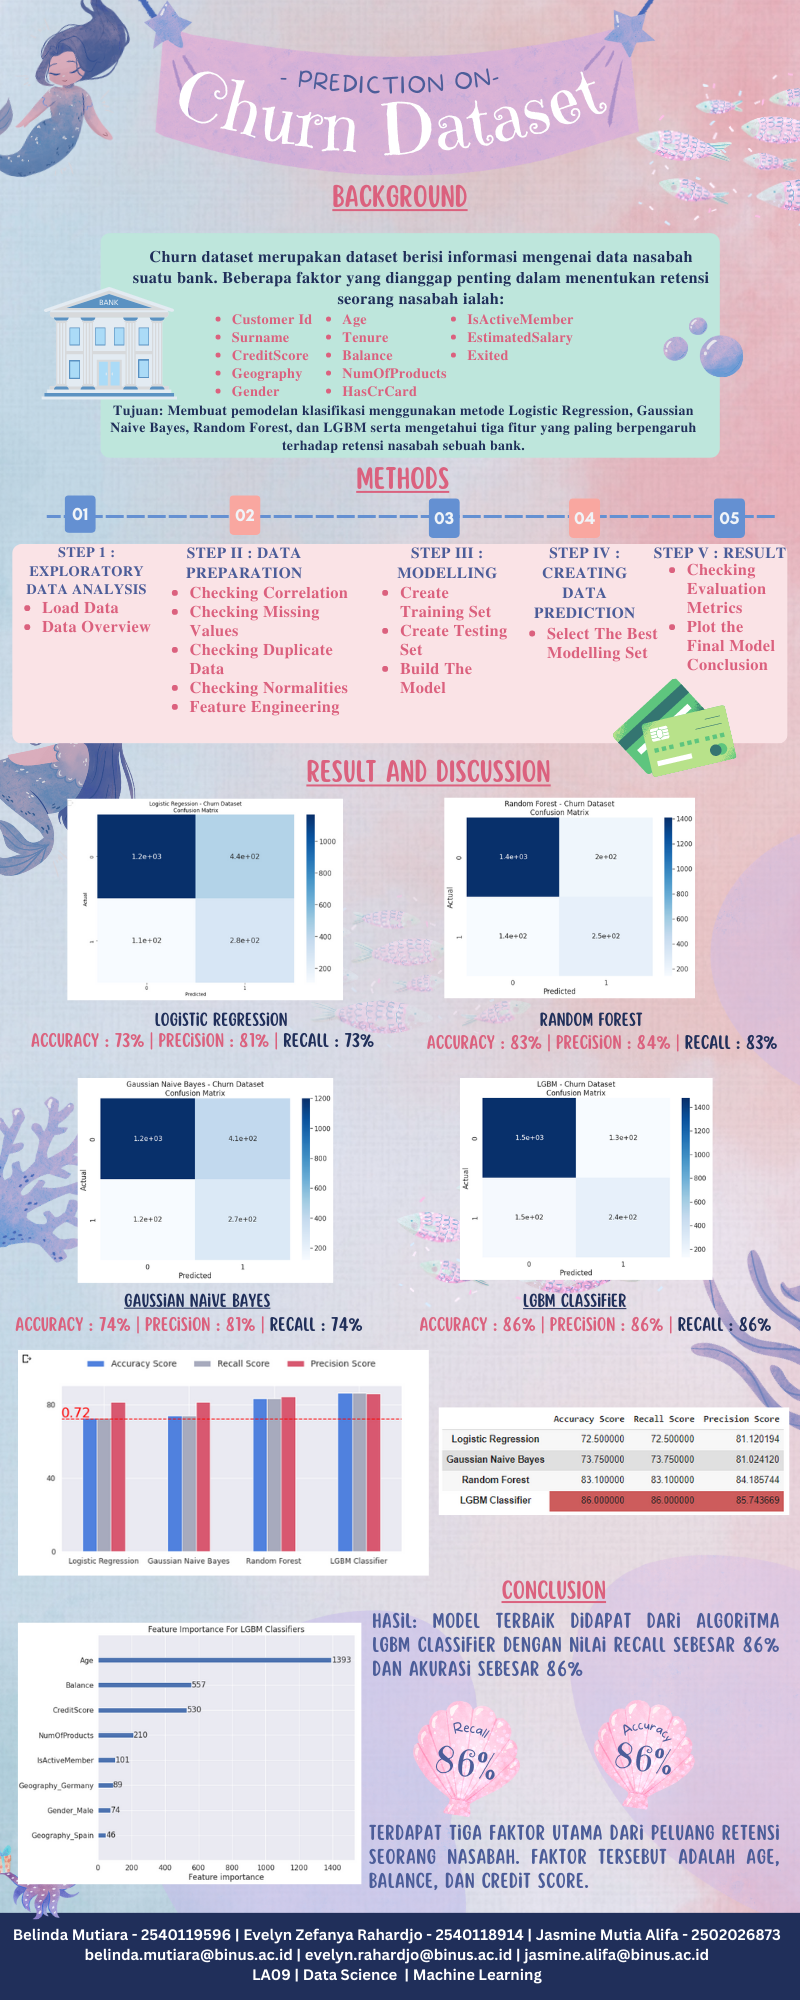 - PREDICTION ON-
Churn Dataset
BACKGROUND
BANK
Churn dataset merupakan dataset berisi informasi mengenai data nasabah
suatu bank. Beberapa faktor yang dianggap penting dalam menentukan retensi
seorang nasabah ialah:
• Customer Id • Age • IsActiveMember
• Surname • Tenure • EstimatedSalary
• CreditScore • Balance • Exited
• Geography • NumOfProducts
• Gender • HasCrCard
Tujuan: Membuat pemodelan klasifikasi menggunakan metode Logistic Regression, Gaussian
Naive Bayes, Random Forest, dan LGBM serta mengetahui tiga fitur yang paling berpengaruh
terhadap retensi nasabah sebuah bank.
METHODS
01
STEP 1 :
EXPLORATORY
DATA ANALYSIS
• Load Data
• Data Overview
02
STEP II : DATA
PREPARATION
• Checking Correlation
• Checking Missing
Values
• Checking Duplicate
Data
• Checking Normalities
• Feature Engineering
03
STEP III :
MODELLING
• Create
Training Set
• Create Testing
Set
• Build The
Model
04
STEP IV :
CREATING
DATA
PREDICTION
• Select The Best
Modelling Set
05
STEP V : RESULT
• Checking
Evaluation
Metrics
• Plot the
Final Model
Conclusion
RESULT AND DISCUSSION
Logistic Regession - Churn Dataset
Confusion Matrix
1.2e+03 4.4e+02
1.1e+02 2.8e+02
0
1
Actual
0 1
Predicted
1000
800
600
400
200
LOGISTIC REGRESSION
ACCURACY : 73% | PRECISION : 81% | RECALL : 73%
Random Forest - Churn Dataset
Confusion Matrix
1.4e+03 2e+02
1.4e+02 2.5e+02
0
1
Actual
0 1
Predicted
1400
1200
1000
800
600
400
200
RANDOM FOREST
ACCURACY : 83% | PRECISION : 84% | RECALL : 83%
Gaussian Naive Bayes - Churn Dataset
Confusion Matrix
1.2e+03 4.1e+02
1.2e+02 2.7e+02
0
1
Actual
0 1
Predicted
1200
1000
800
600
400
200
GAUSSIAN NAIVE BAYES
ACCURACY : 74% | PRECISION : 81% | RECALL : 74%
LGBM - Churn Dataset
Confusion Matrix
1.5e+03 1.3e+02
1.5e+02 2.4e+02
0
1
Actual
0 1
Predicted
1400
1200
1000
800
600
400
200
LGBM CLASSIFIER
ACCURACY : 86% | PRECISION : 86% | RECALL : 86%
Accuracy Score Recall Score Precision Score
80
0.72
40
0
Logistic Regression Gaussian Naive Bayes Random Forest LGBM Classifier
Accuracy Score Recall Score Precision Score
Logistic Regression 72.500000 72.500000 81.120194
Gaussian Naive Bayes 73.750000 73.750000 81.024120
Random Forest 83.100000 83.100000 84.185744
LGBM Classifier 86.000000 86.000000 85.743669
CONCLUSION
HASIL: MODEL TERBAIK DIDAPAT DARI ALGORITMA
LGBM CLASSIFIER DENGAN NILAI RECALL SEBESAR 86%
DAN AKURASI SEBESAR 86%
Feature Importance For LGBM Classifiers
Age 1393
Balance 557
CreditScore 530
NumOfProducts 210
IsActiveMember 101
Geography_Germany 89
Gender_Male 74
Geography_Spain 46
0 200 400 600 800 1000 1200 1400
Feature importance
Recall
86%
Accuracy
86%
TERDAPAT TIGA FAKTOR UTAMA DARI PELUANG RETENSI
SEORANG NASABAH. FAKTOR TERSEBUT ADALAH AGE,
BALANCE, DAN CREDIT SCORE.
Belinda Mutiara - 2540119596 | Evelyn Zefanya Rahardjo - 2540118914 | Jasmine Mutia Alifa - 2502026873
belinda.mutiara@binus.ac.id | evelyn.rahardjo@binus.ac.id | jasmine.alifa@binus.ac.id
LA09 | Data Science | Machine Learning